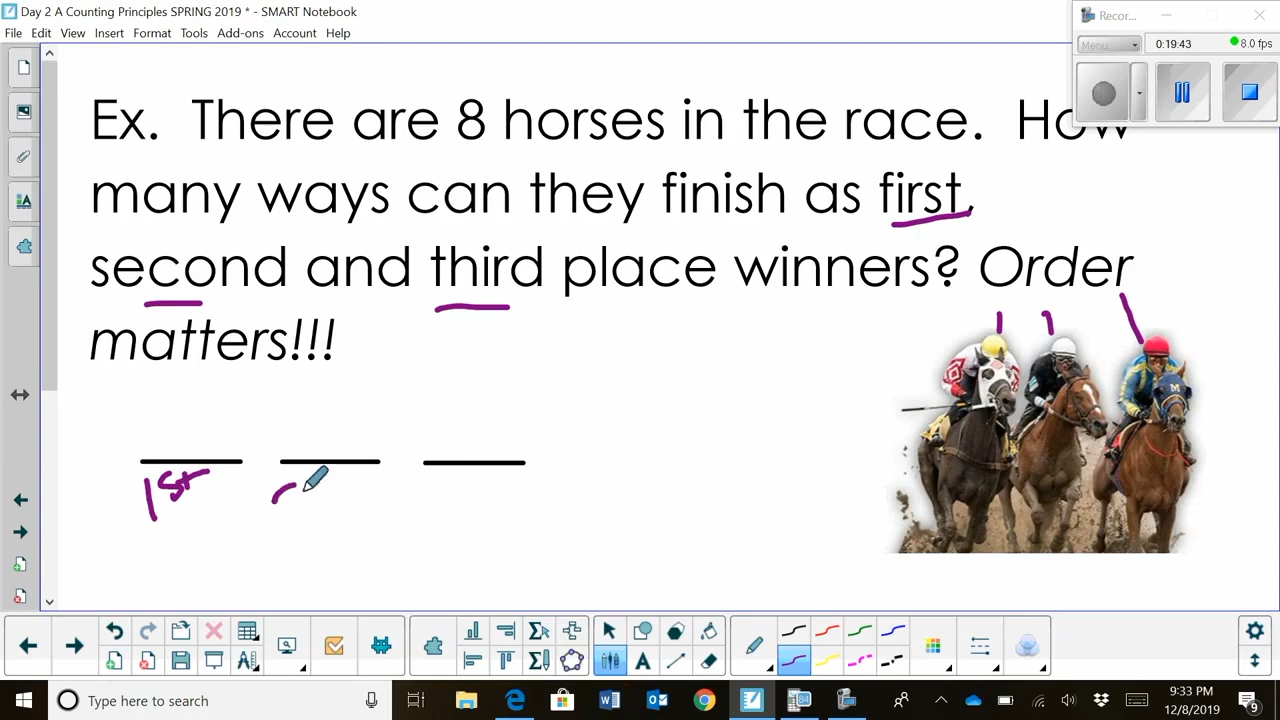 Day 2 A Counting Principles SPRING 2019 * - SMART Notebook
Recor...
File Edit View Insert Format Tools Add-ons Account Help
Menu
0:19:43
8.0 fps
Ex. There are 8 horses in the race. How
many ways can they finish as first,
second and third place winners? Order
matters!!!
M
1st
Type here to search
9:33 PM
12/8/2019
9